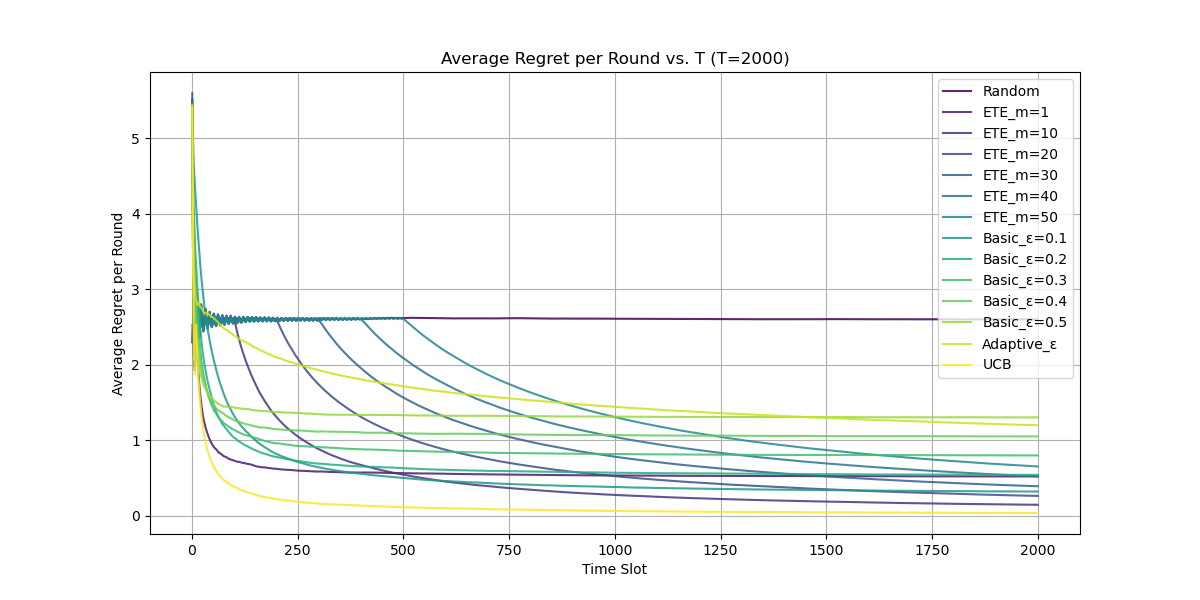 Average Regret per Round vs. T (T=2000)
Average Regret per Round
5
4
3
2
1
0
0 250 500 750 1000 1250 1500 1750 2000
Time Slot
Random
ETE_m=1
ETE_m=10
ETE_m=20
ETE_m=30
ETE_m=40
ETE_m=50
Basic_ε=0.1
Basic_ε=0.2
Basic_ε=0.3
Basic_ε=0.4
Basic_ε=0.5
Adaptive_ε
UCB